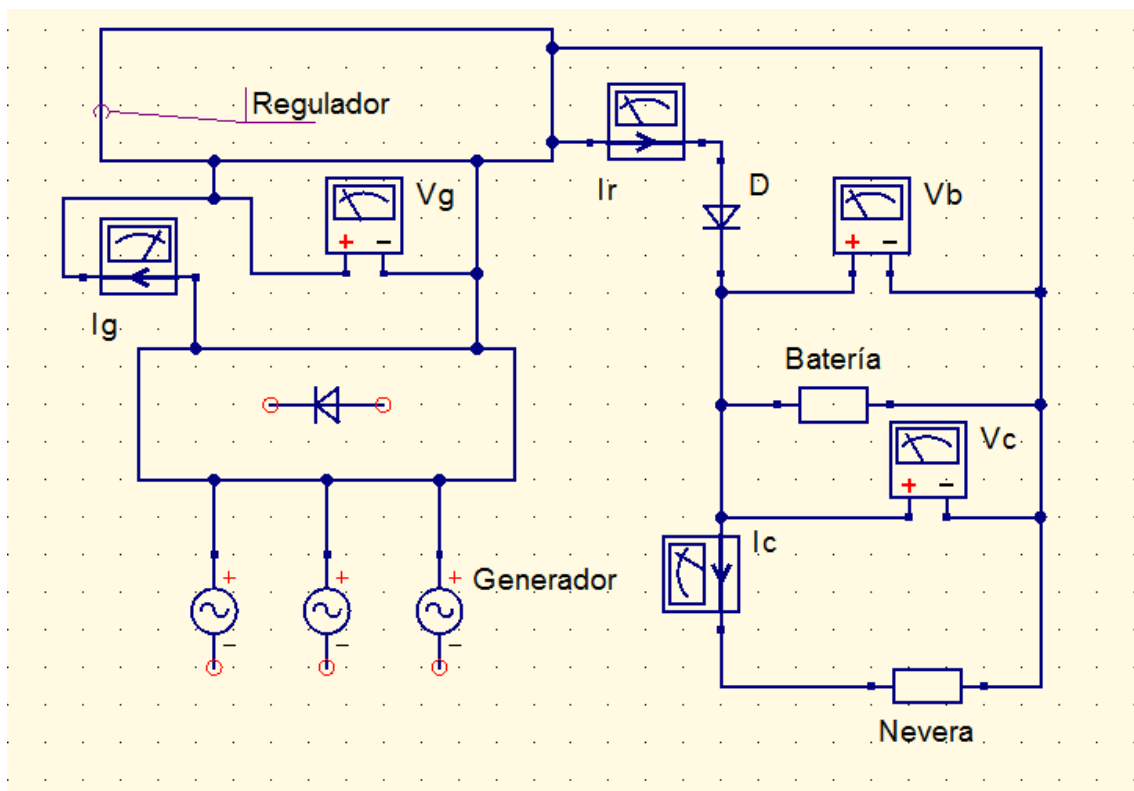 Regulador
Ir
D
Vg
+ −
Vb
+ −
Ig
Batería
Vc
+ −
Ic
+
+
+
Generador
−
−
−
Nevera